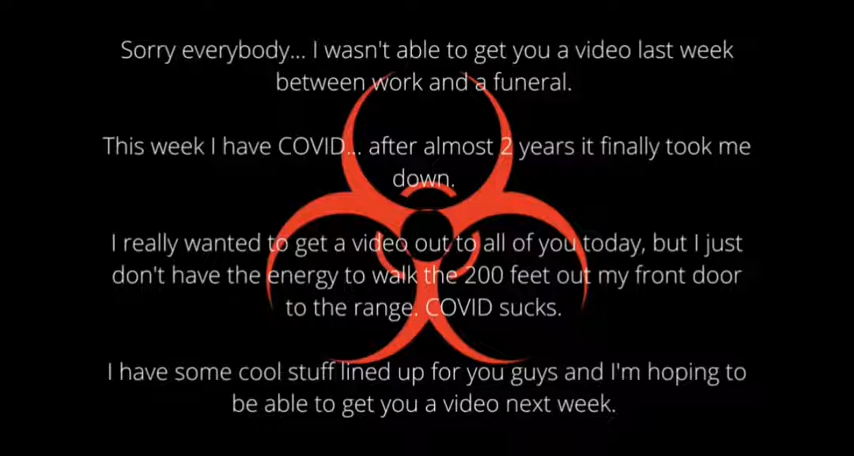 Sorry everybody... I wasn't able to get you a video last week
between work and a funeral.
This week I have COVID... after almost 2 years it finally took me
down.
I really wanted to get a video out to all of you today, but I just
don't have the energy to walk the 200 feet out my front door
to the range. COVID sucks.
I have some cool stuff lined up for you guys and I'm hoping to
be able to get you a video next week.